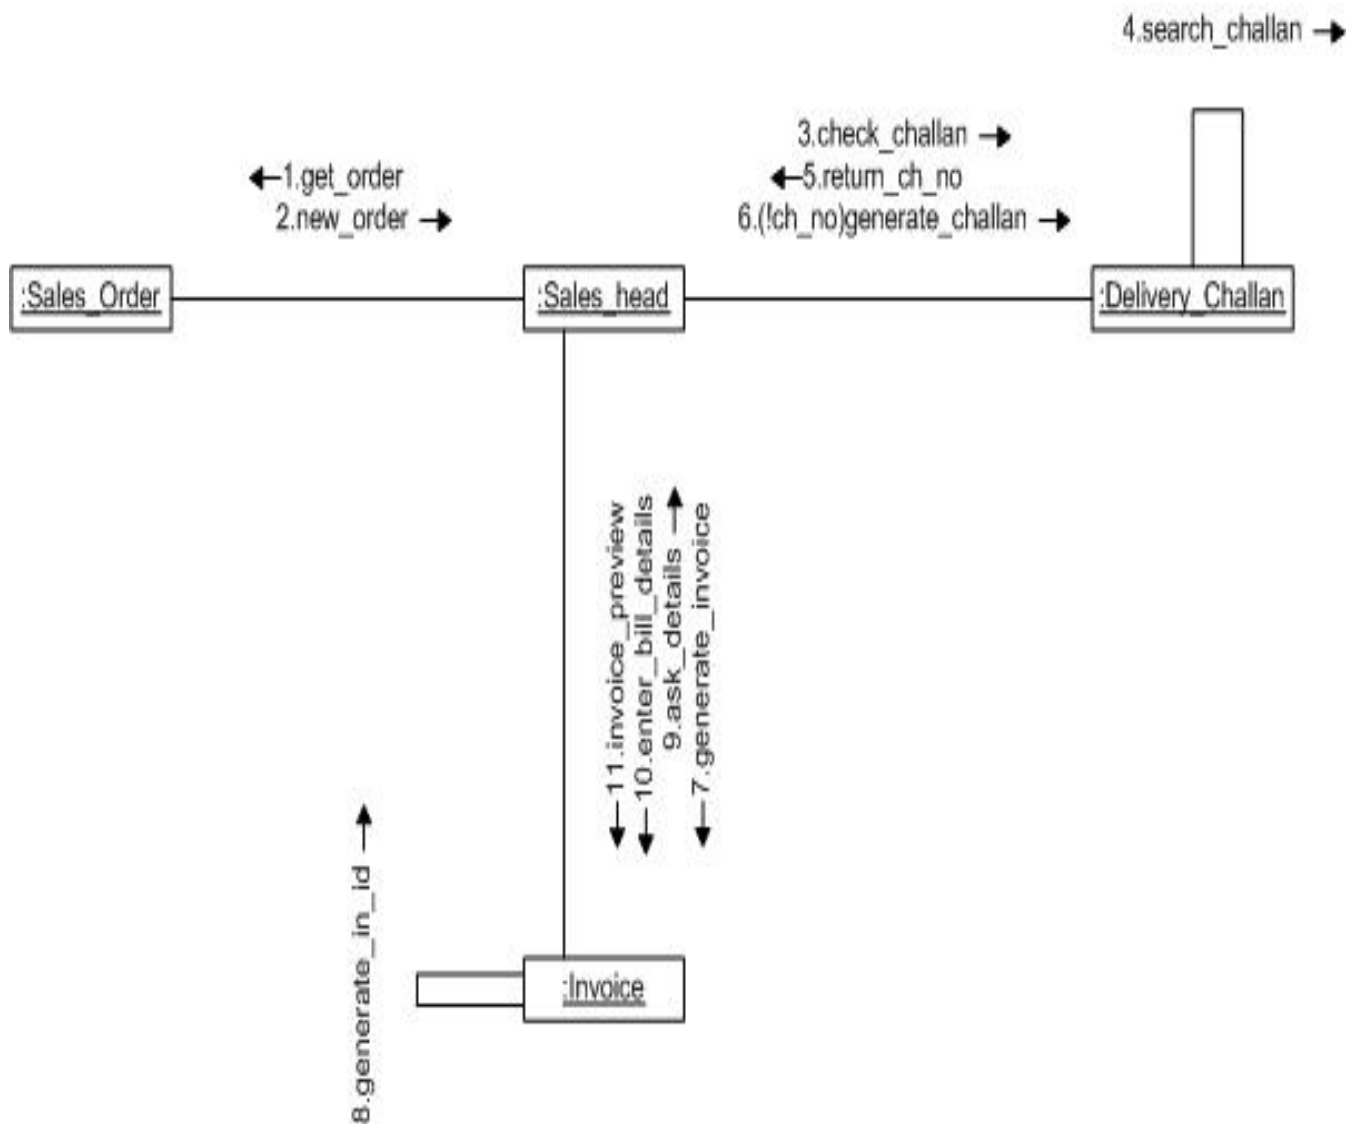 4.search_challan
3.check_challan
5.return_ch_no
6.(!ch_no)generate_challan
1.get_order
2.new_order
:Sales_Order
:Sales_head
:Delivery_Challan
11.invoice_preview
10.enter_bill_details
9.ask_details
7.generate_invoice
8.generate_in_id
:Invoice